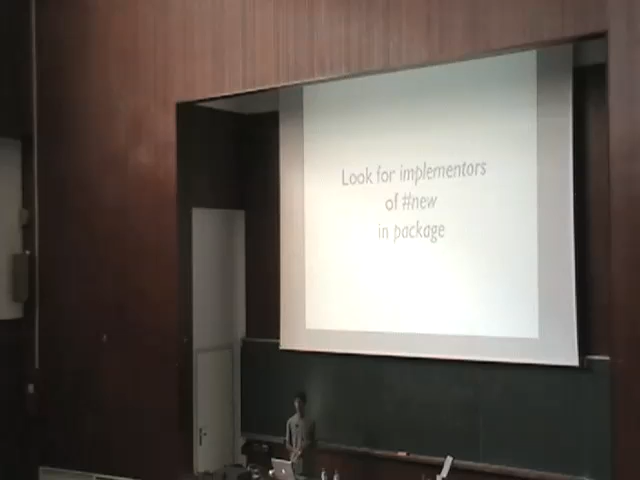 Look for implementors
of #new
in package